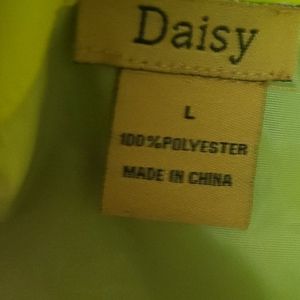 Daisy
L
100%POLYESTER
MADE IN CHINA